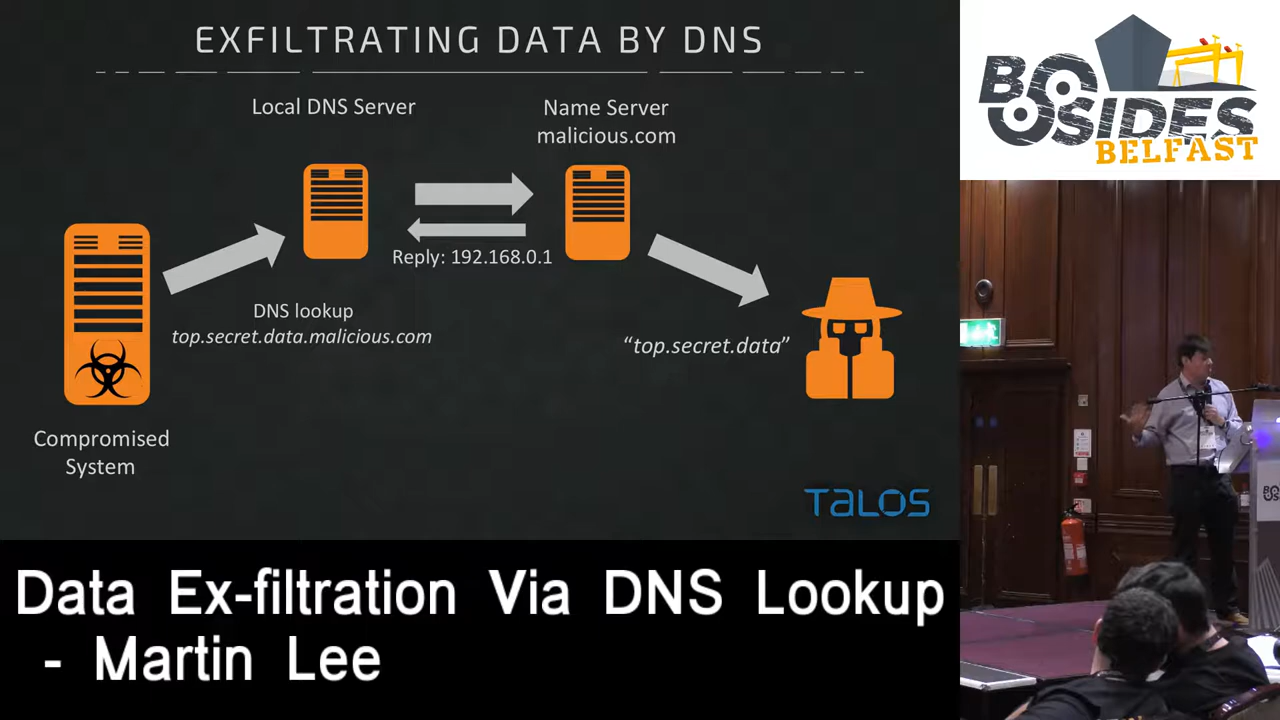 EXFILTRATING DATA BY DNS
Local DNS Server
Name Server
malicious.com
Reply: 192.168.0.1
DNS lookup
top.secret.data.malicious.com
“top.secret.data”
Compromised
System
TALOS
BSIDES
BELFAST
Data Ex-filtration Via DNS Lookup
- Martin Lee